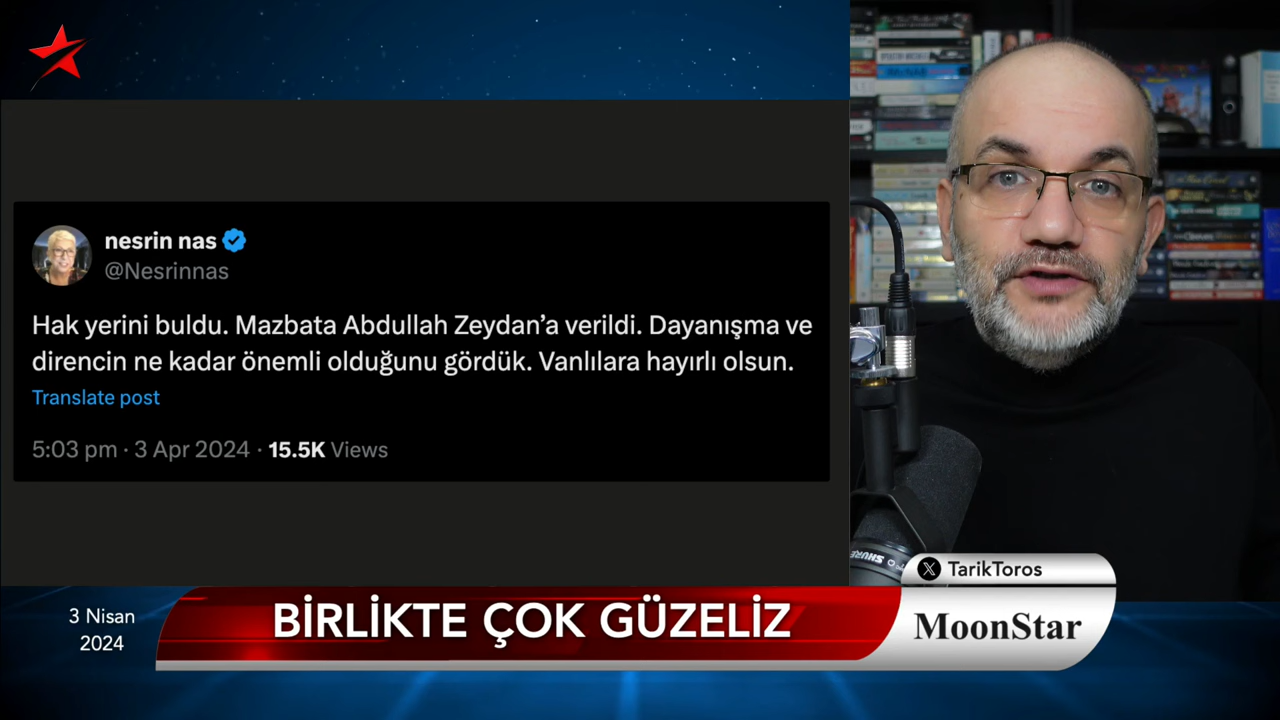 nesrin nas
@Nesrinnas
Hak yerini buldu. Mazbata Abdullah Zeydan’a verildi. Dayanışma ve
direncin ne kadar önemli olduğunu gördük. Vanlılara hayırlı olsun.
Translate post
5:03 pm · 3 Apr 2024 · 15.5K Views
SHURE
X TarikToros
3 Nisan
2024
BİRLİKTE ÇOK GÜZELİZ
MoonStar